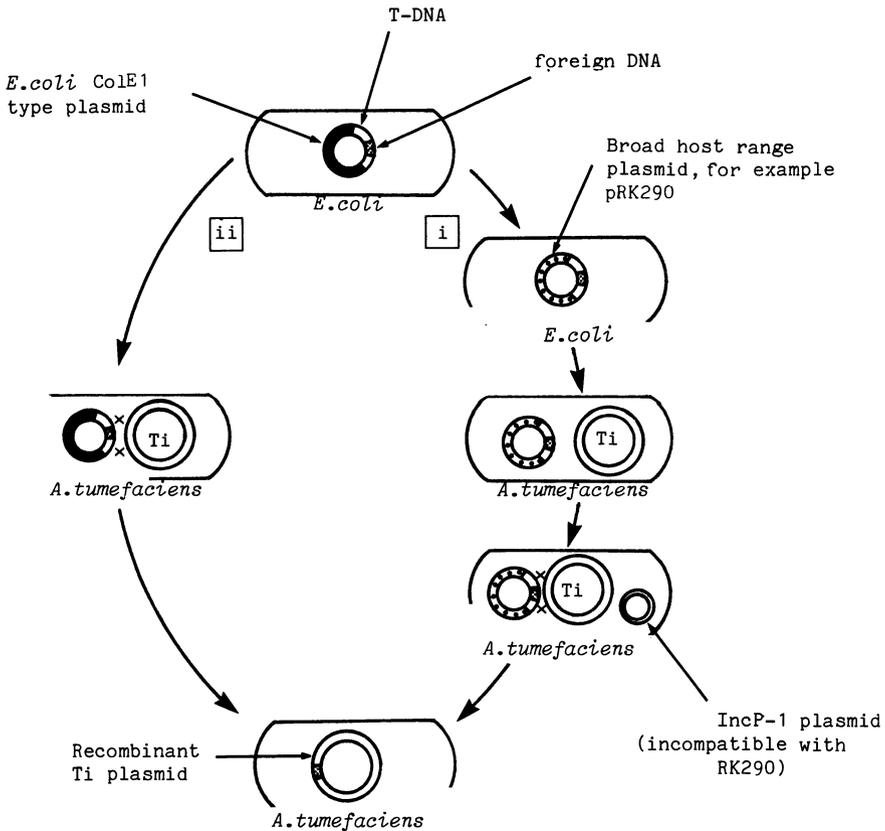 T-DNA
foreign DNA
E.coli ColE1
type plasmid
Broad host range
plasmid, for example
pRK290
E.coli
ii
i
E.coli
Ti
Ti
A.tumefaciens
A.tumefaciens
Ti
A.tumefaciens
IncP-1 plasmid
(incompatible with
RK290)
Recombinant
Ti plasmid
A.tumefaciens